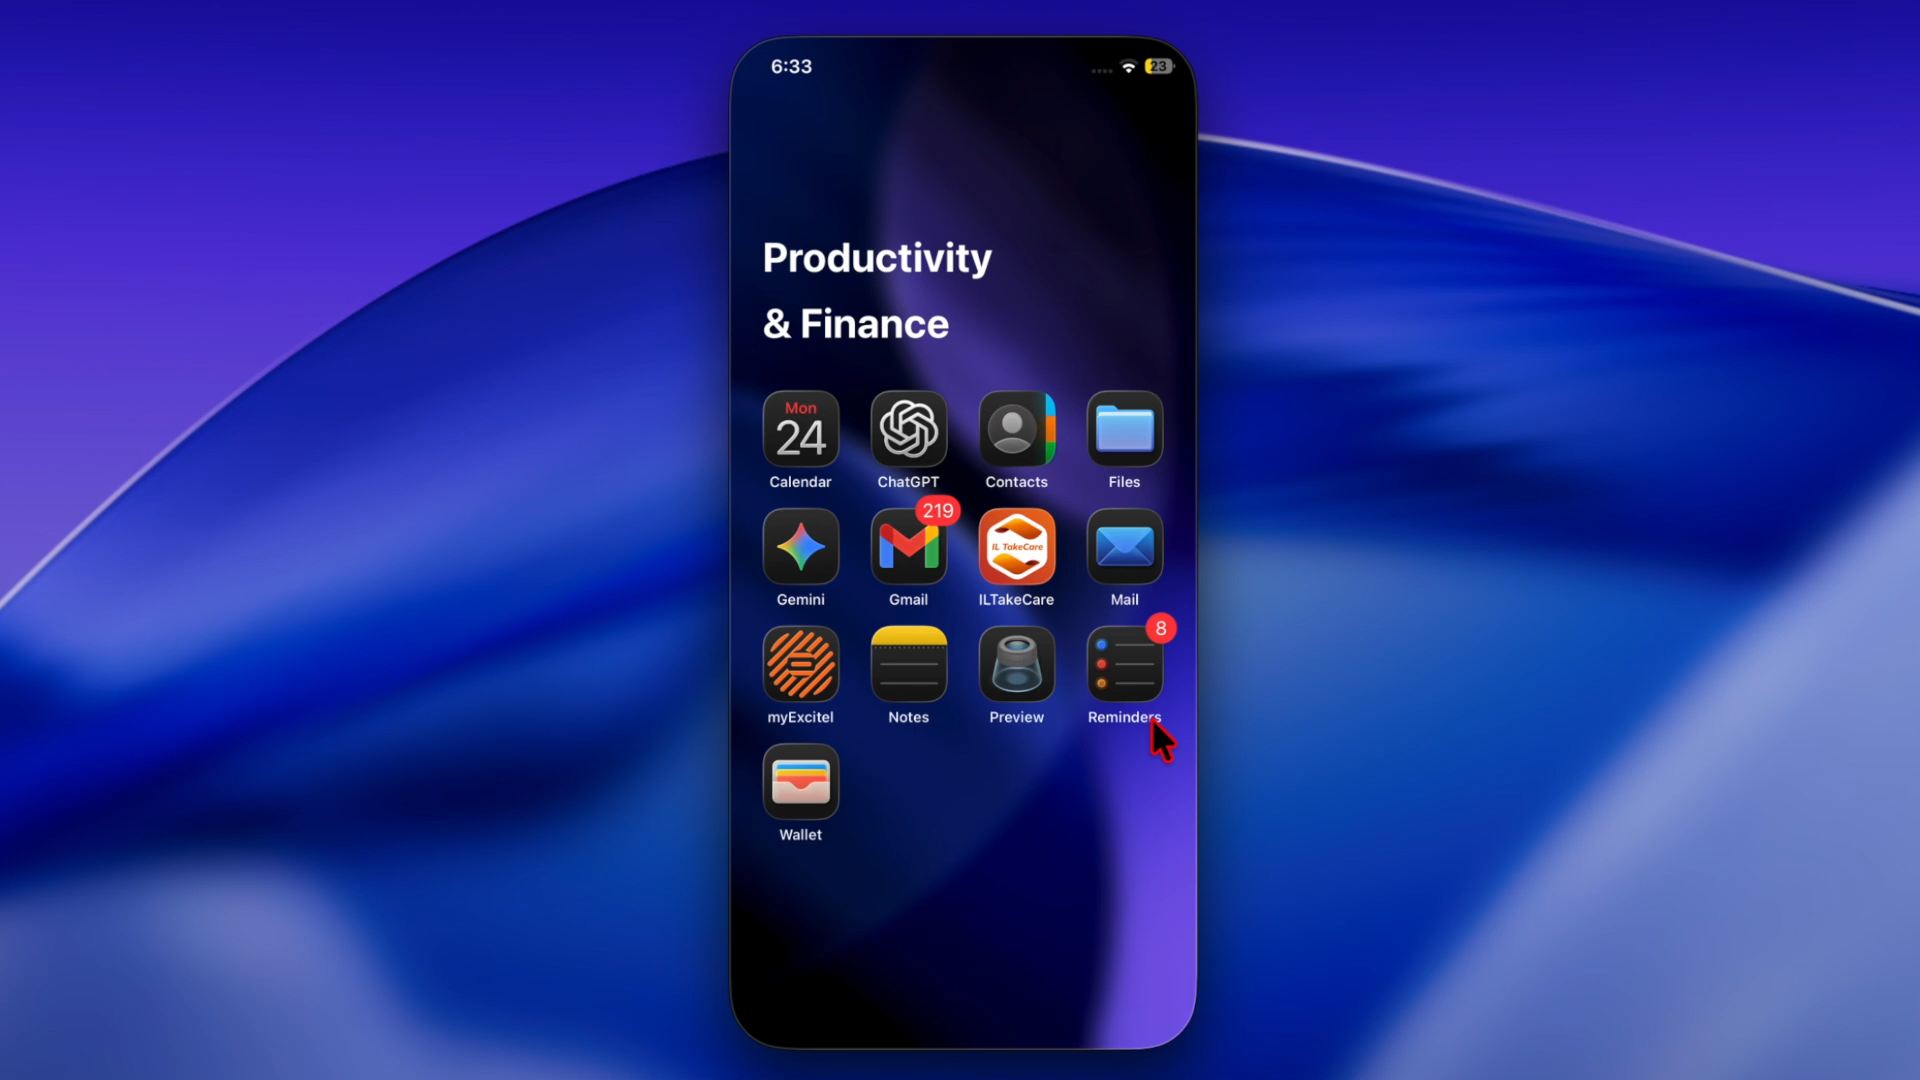 6:33
23
Productivity
& Finance
Mon
24
Calendar
ChatGPT
Contacts
Files
219
IL TakeCare
Gemini
Gmail
ILTakeCare
Mail
8
myExcitel
Notes
Preview
Reminders
Wallet